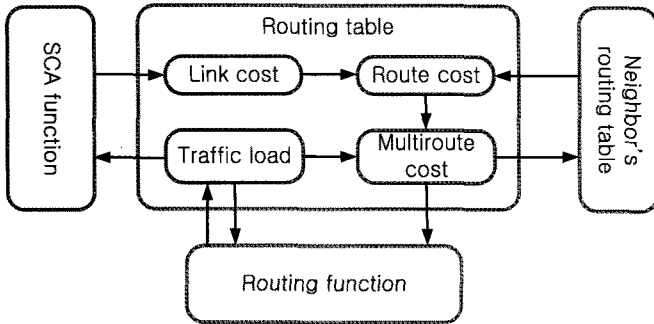 Routing table
SCA function
Link cost
Route cost
Neighbor's
routing table
Traffic load
Multiroute
cost
Routing function